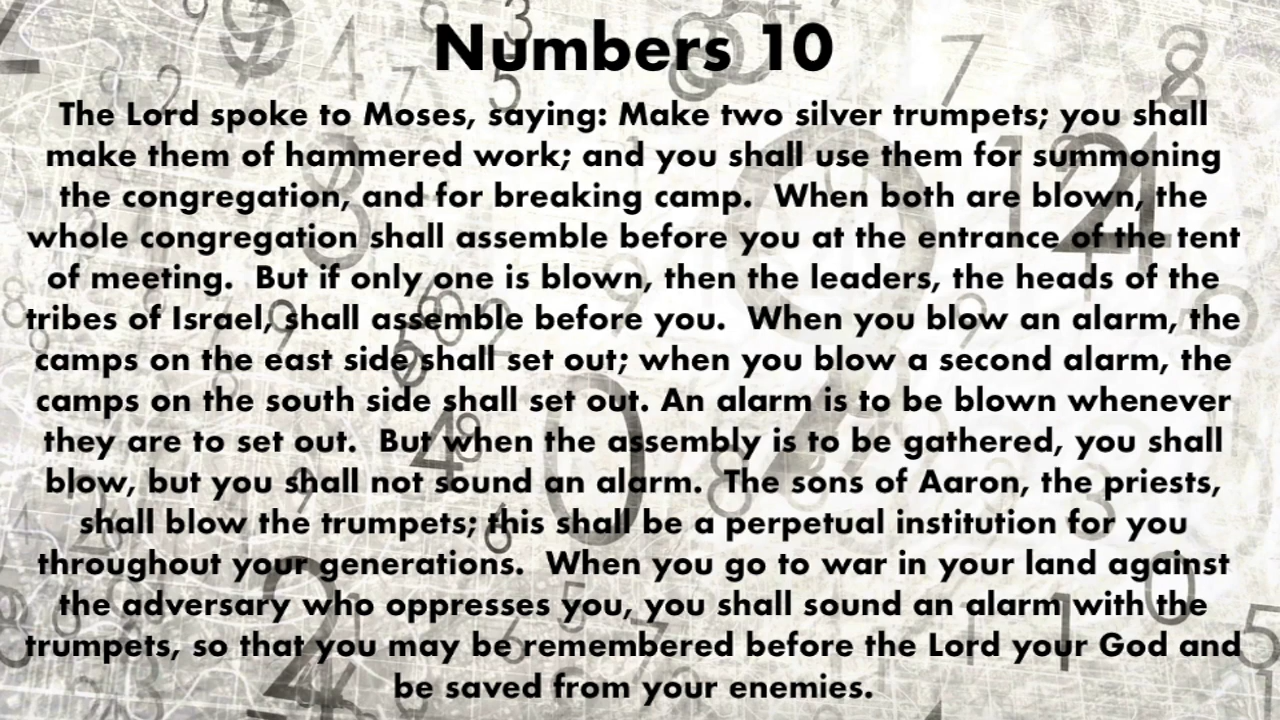 Numbers 10
The Lord spoke to Moses, saying: Make two silver trumpets; you shall
make them of hammered work; and you shall use them for summoning
the congregation, and for breaking camp.  When both are blown, the
whole congregation shall assemble before you at the entrance of the tent
of meeting.  But if only one is blown, then the leaders, the heads of the
tribes of Israel, shall assemble before you.  When you blow an alarm, the
camps on the east side shall set out; when you blow a second alarm, the
camps on the south side shall set out. An alarm is to be blown whenever
they are to set out.  But when the assembly is to be gathered, you shall
blow, but you shall not sound an alarm.  The sons of Aaron, the priests,
shall blow the trumpets; this shall be a perpetual institution for you
throughout your generations.  When you go to war in your land against
the adversary who oppresses you, you shall sound an alarm with the
trumpets, so that you may be remembered before the Lord your God and
be saved from your enemies.